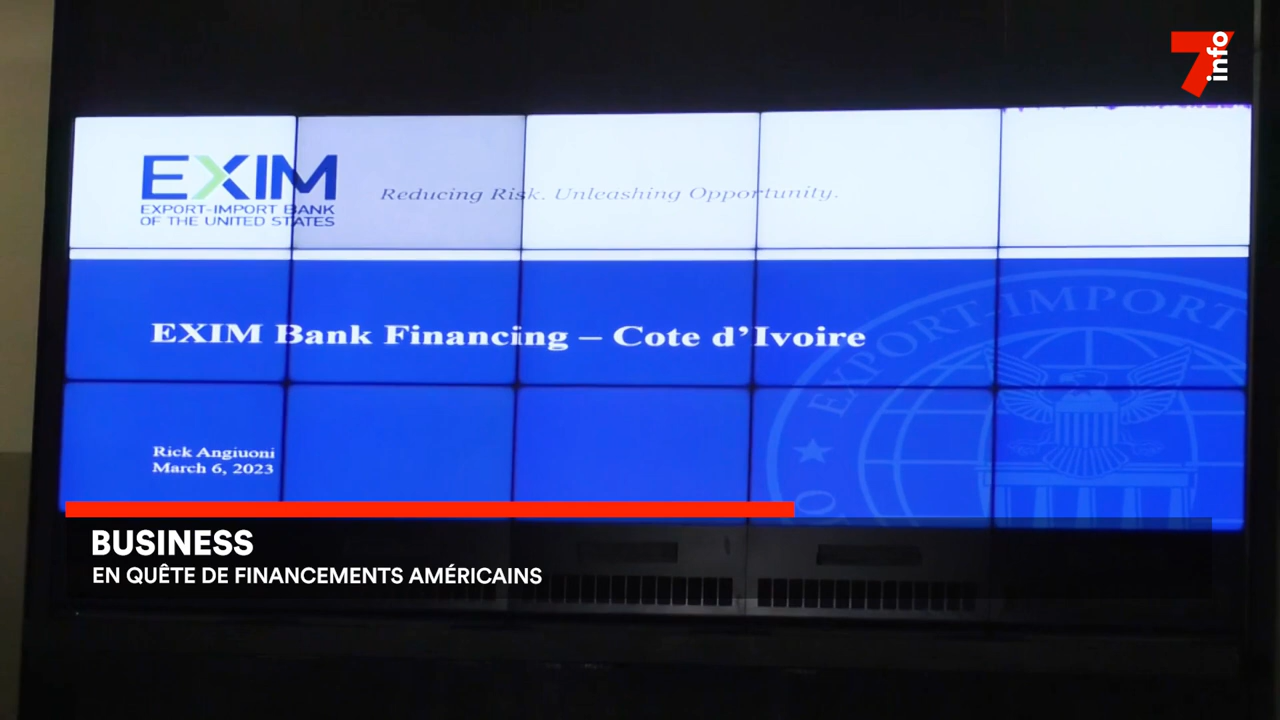 7 info
EXIM
EXPORT-IMPORT BANK
OF THE UNITED STATES
Reducing Risk. Unleashing Opportunity.
EXPORT-IMPORT
EXIM Bank Financing – Cote d’Ivoire
Rick Angiuoni
March 6, 2023
BUSINESS
EN QUÊTE DE FINANCEMENTS AMÉRICAINS